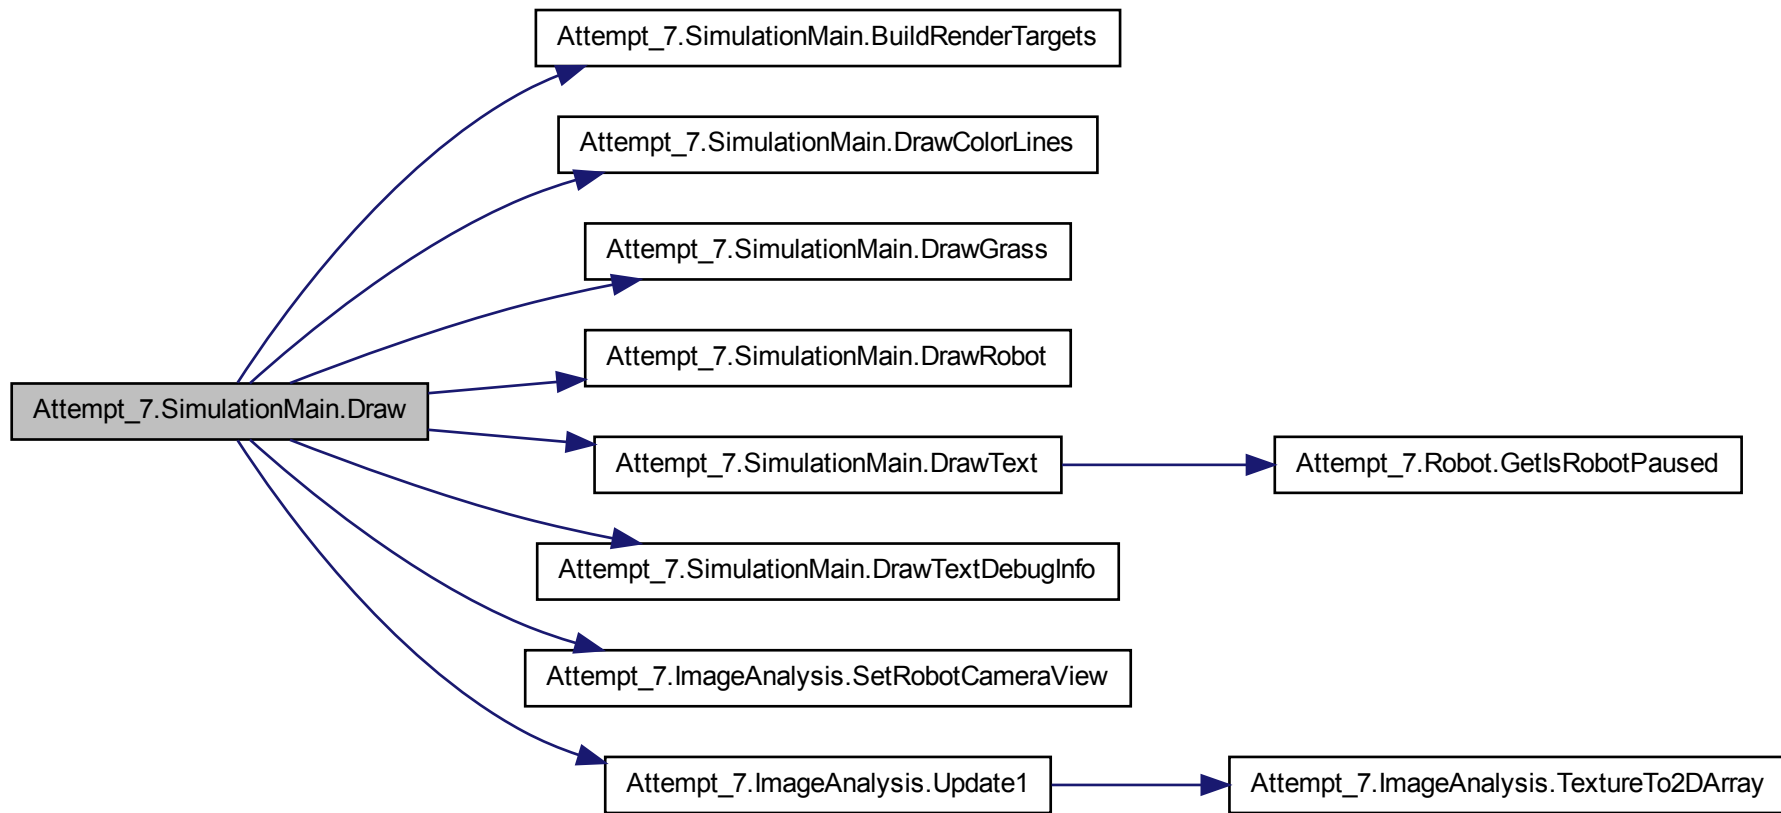 Attempt_7.SimulationMain.BuildRenderTargets
Attempt_7.SimulationMain.DrawColorLines
Attempt_7.SimulationMain.DrawGrass
Attempt_7.SimulationMain.DrawRobot
Attempt_7.SimulationMain.Draw
Attempt_7.SimulationMain.DrawText
Attempt_7.Robot.GetIsRobotPaused
Attempt_7.SimulationMain.DrawTextDebugInfo
Attempt_7.ImageAnalysis.SetRobotCameraView
Attempt_7.ImageAnalysis.Update1
Attempt_7.ImageAnalysis.TextureTo2DArray